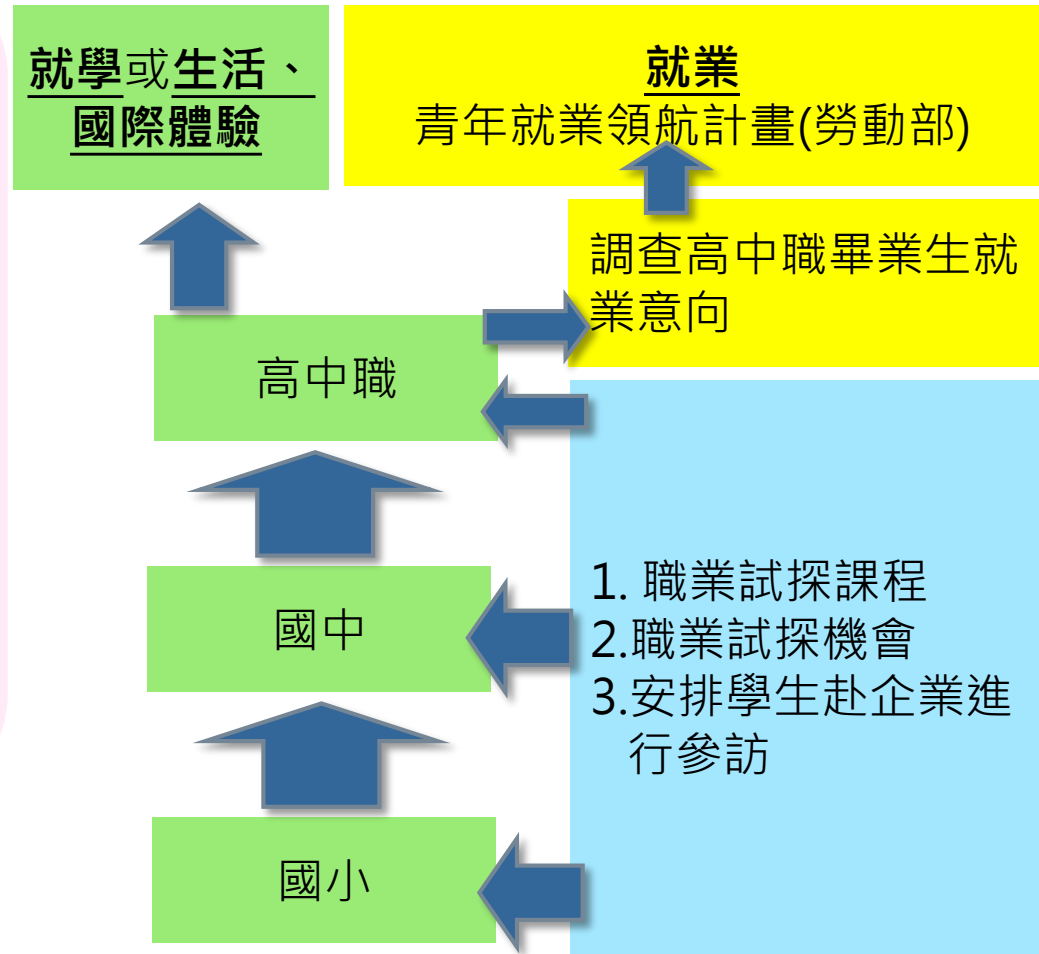 就學或生活、
國際體驗
就業
青年就業領航計畫(勞動部)
調查高中職畢業生就
業意向
高中職
國中
1. 職業試探課程
2.職業試探機會
3.安排學生赴企業進
行參訪
國小